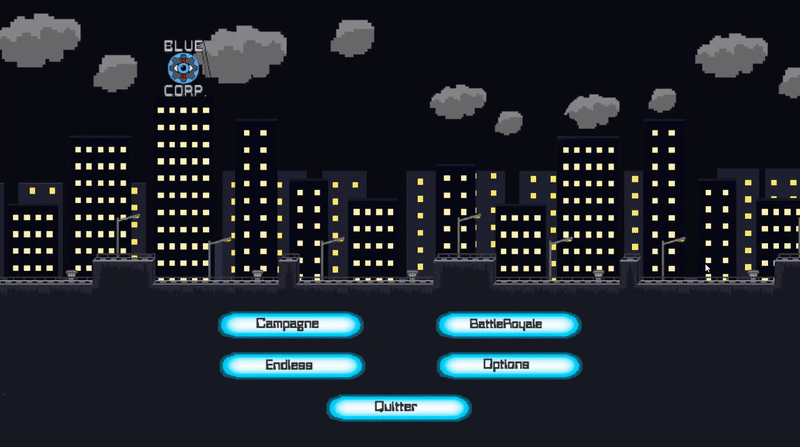 BLUE
CORP.
Campagne
BattleRoyale
Endless
Options
Quitter